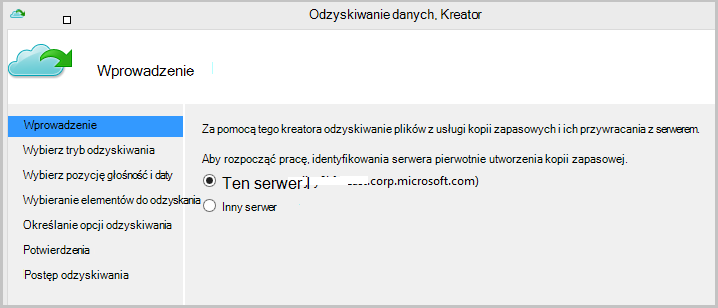 Odzyskiwanie danych, Kreator
Wprowadzenie
Wprowadzenie
Wybierz tryb odzyskiwania
Wybierz pozycję głośność i daty
Wybieranie elementów do odzyskania
Określanie opcji odzyskiwania
Potwierdzenia
Postęp odzyskiwania
Za pomocą tego kreatora odzyskiwanie plików z usługi kopii zapasowych i ich przywracania z serwerem.
Aby rozpocząć pracę, identyfikowania serwera pierwotnie utworzenia kopii zapasowej.
Ten serwer. corp.microsoft.com)
Inny serwer